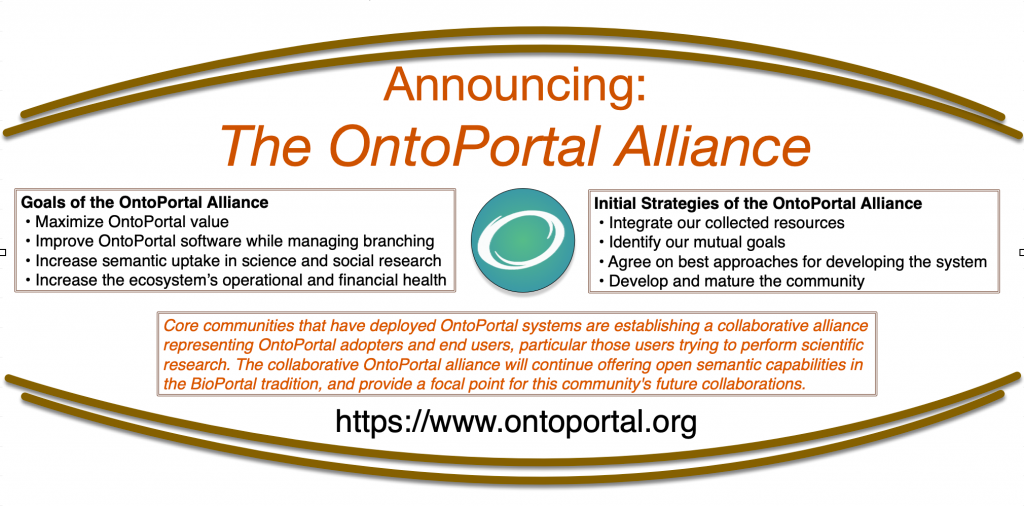 Announcing:
The OntoPortal Alliance
Goals of the OntoPortal Alliance
• Maximize OntoPortal value
• Improve OntoPortal software while managing branching
• Increase semantic uptake in science and social research
• Increase the ecosystem's operational and financial health
Initial Strategies of the OntoPortal Alliance
• Integrate our collected resources
• Identify our mutual goals
• Agree on best approaches for developing the system
• Develop and mature the community
Core communities that have deployed OntoPortal systems are establishing a collaborative alliance
representing OntoPortal adopters and end users, particular those users trying to perform scientific
research. The collaborative OntoPortal alliance will continue offering open semantic capabilities in
the BioPortal tradition, and provide a focal point for this community's future collaborations.
https://www.ontoportal.org